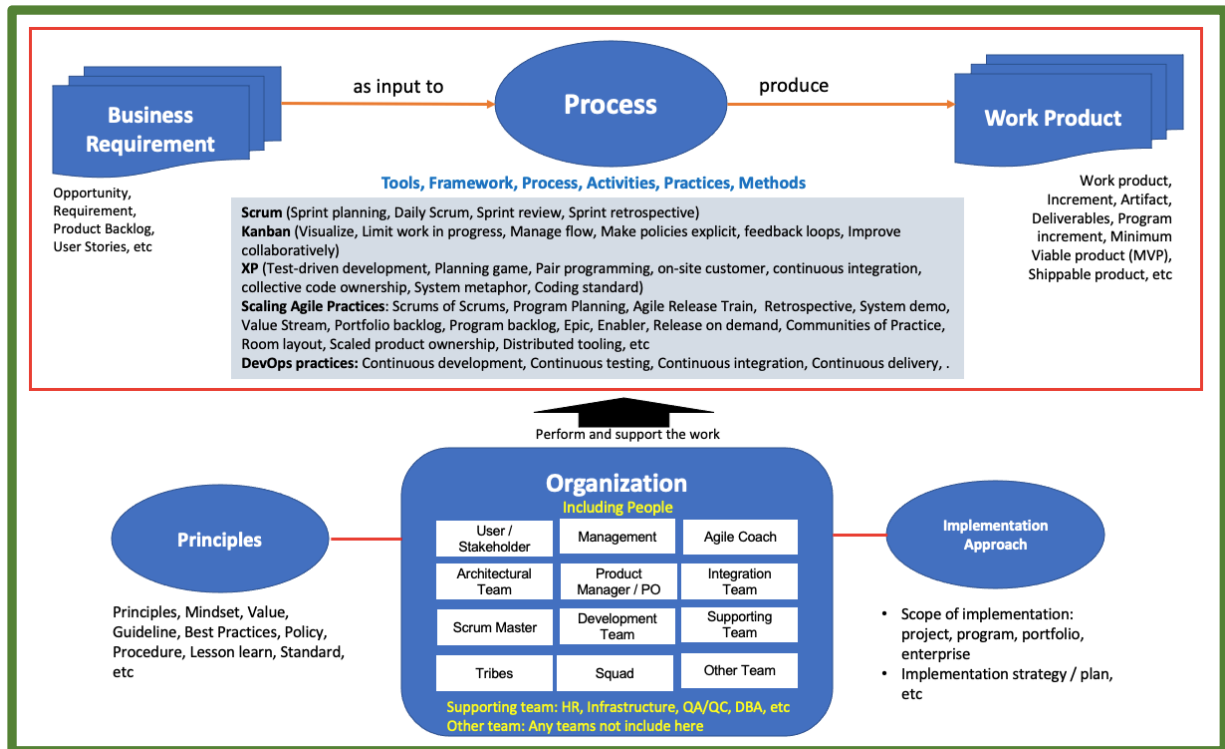 Business
Requirement
as input to
Process
produce
Work Product
Opportunity,
Requirement,
Product Backlog,
User Stories, etc
Tools, Framework, Process, Activities, Practices, Methods
Scrum (Sprint planning, Daily Scrum, Sprint review, Sprint retrospective)
Kanban (Visualize, Limit work in progress, Manage flow, Make policies explicit, feedback loops, Improve
collaboratively)
XP (Test-driven development, Planning game, Pair programming, on-site customer, continuous integration,
collective code ownership, System metaphor, Coding standard)
Scaling Agile Practices: Scrums of Scrums, Program Planning, Agile Release Train, Retrospective, System demo,
Value Stream, Portfolio backlog, Program backlog, Epic, Enabler, Release on demand, Communities of Practice,
Room layout, Scaled product ownership, Distributed tooling, etc
DevOps practices: Continuous development, Continuous testing, Continuous integration, Continuous delivery, .
Work product,
Increment, Artifact,
Deliverables, Program
increment, Minimum
Viable product (MVP),
Shippable product, etc
Perform and support the work
Principles
Principles, Mindset, Value,
Guideline, Best Practices, Policy,
Procedure, Lesson learn, Standard,
etc
Organization
Including People
User /
Stakeholder
Management
Agile Coach
Architectural
Team
Product
Manager / PO
Integration
Team
Scrum Master
Development
Team
Supporting
Team
Tribes
Squad
Other Team
Supporting team: HR, Infrastructure, QA/QC, DBA, etc
Other team: Any teams not include here
Implementation
Approach
• Scope of implementation:
project, program, portfolio,
enterprise
• Implementation strategy / plan,
etc